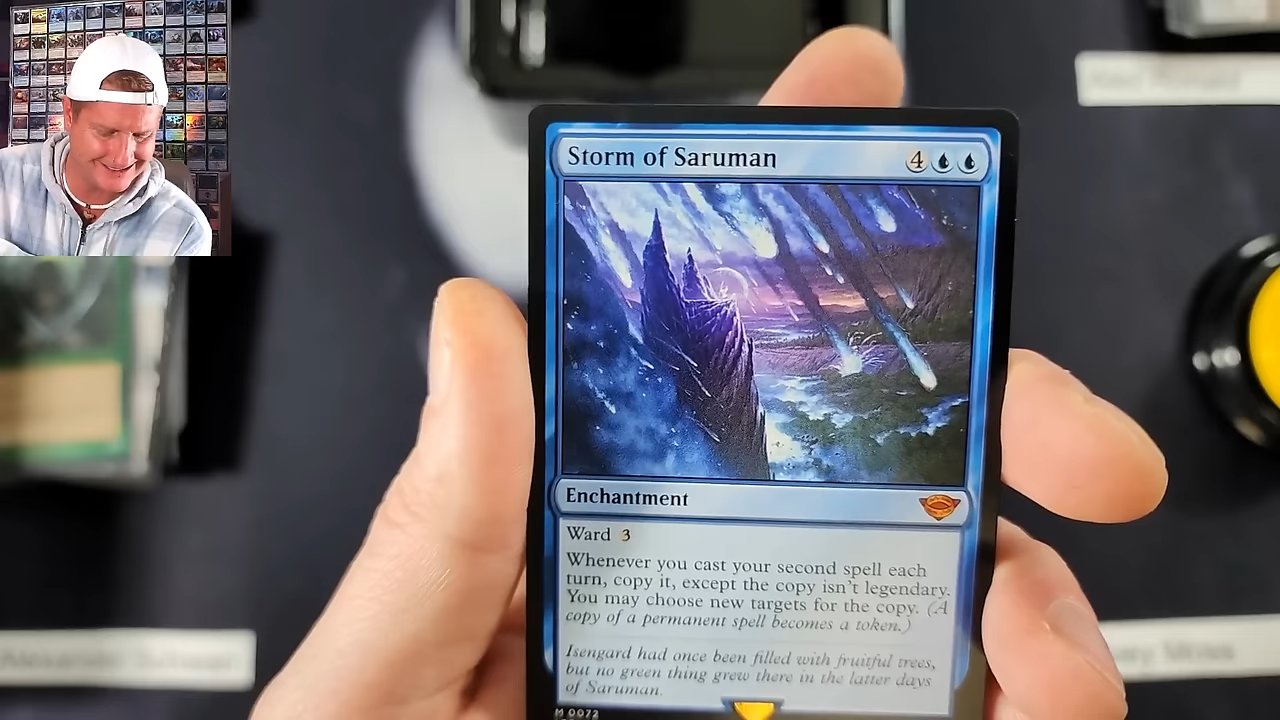 Storm of Saruman 4
Enchantment
Ward 3
Whenever you cast your second spell each
turn, copy it, except the copy isn't legendary.
You may choose new targets for the copy. (A
copy of a permanent spell becomes a token.)
Isengard had once been filled with fruitful trees,
but no green thing grew there in the latter days
of Saruman.
M 0072